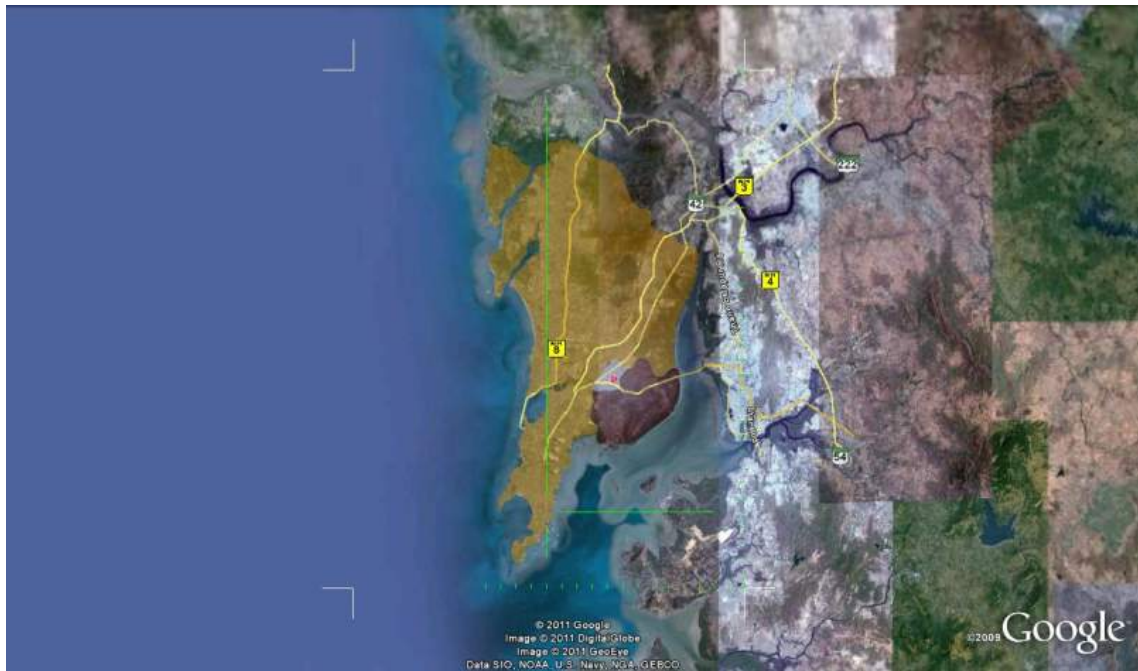 222
3
42
4
8
54
© 2011 Google
Image © 2011 DigitalGlobe
Image © 2011 GeoEye
Data SIO, NOAA, U.S. Navy, NGA, GEBCO
©2009 Google